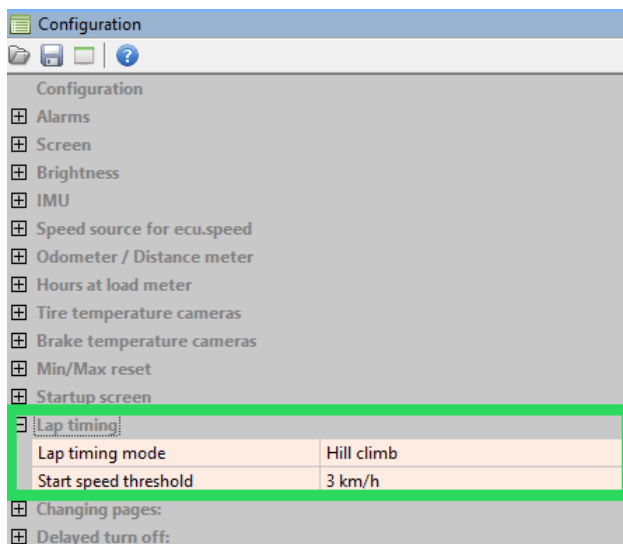 Configuration
Configuration
Alarms
Screen
Brightness
IMU
Speed source for ecu.speed
Odometer / Distance meter
Hours at load meter
Tire temperature cameras
Brake temperature cameras
Min/Max reset
Startup screen
Lap timing
Lap timing mode Hill climb
Start speed threshold 3 km/h
Changing pages:
Delayed turn off: